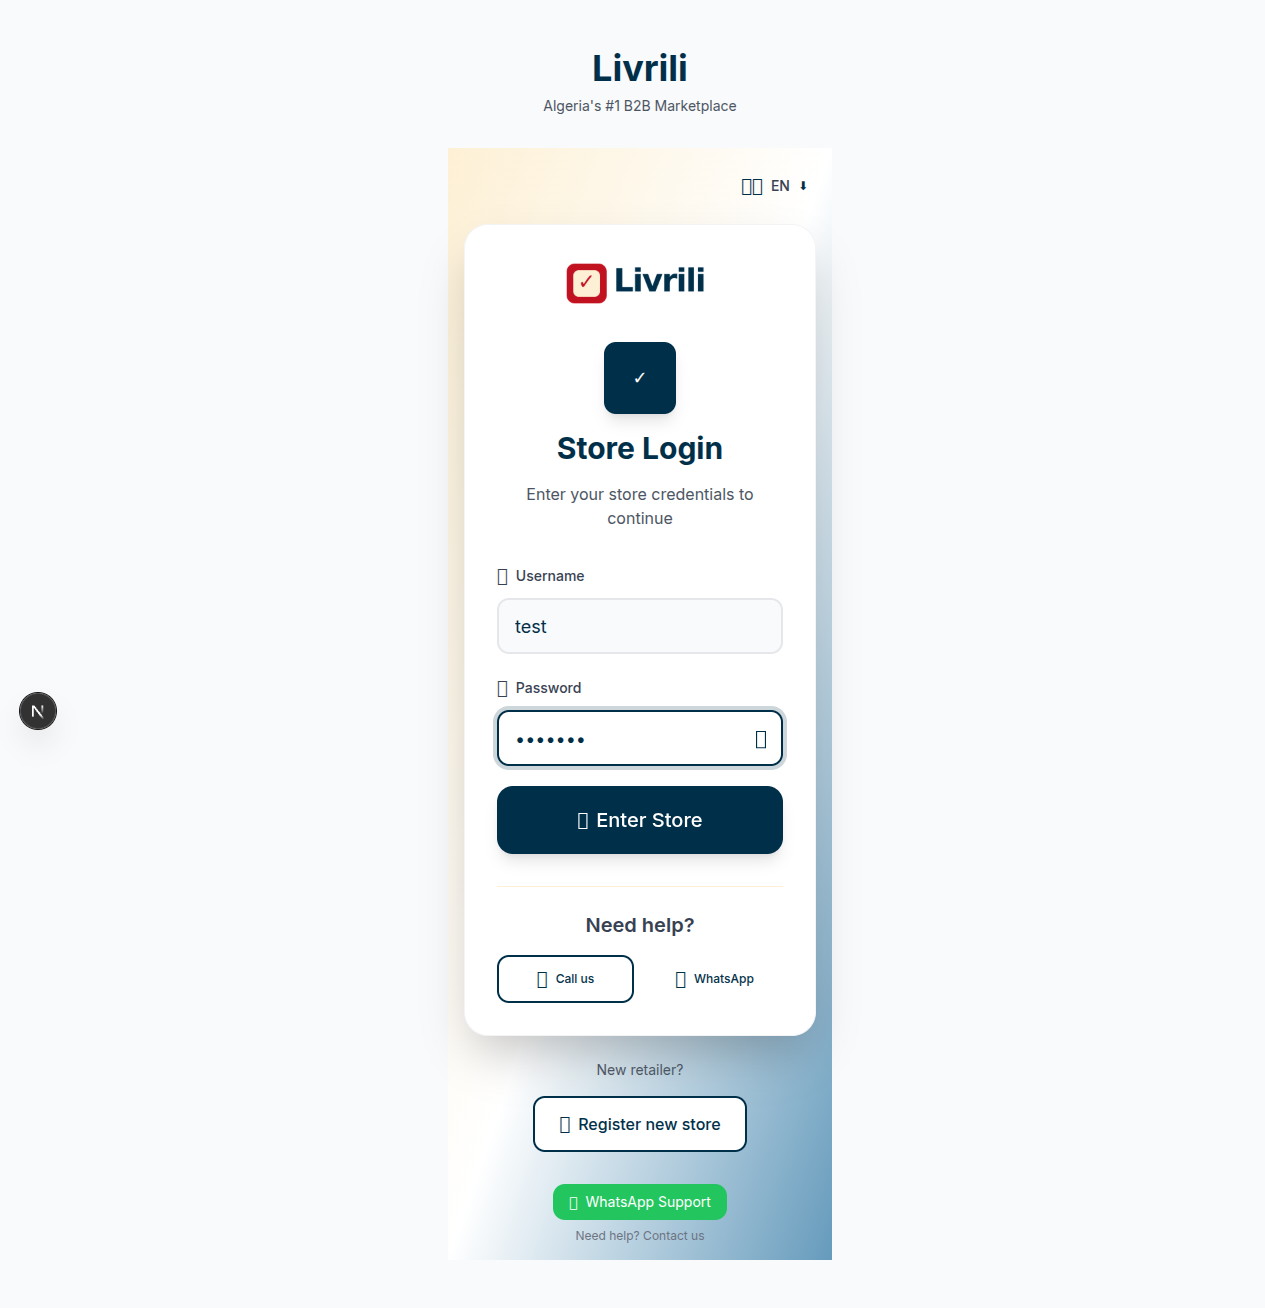 Livrili
Algeria's #1 B2B Marketplace
EN
Livrili
Store Login
Enter your store credentials to
continue
Username
test
Password
•••••••
Enter Store
Need help?
Call us
WhatsApp
New retailer?
Register new store
WhatsApp Support
Need help? Contact us
N